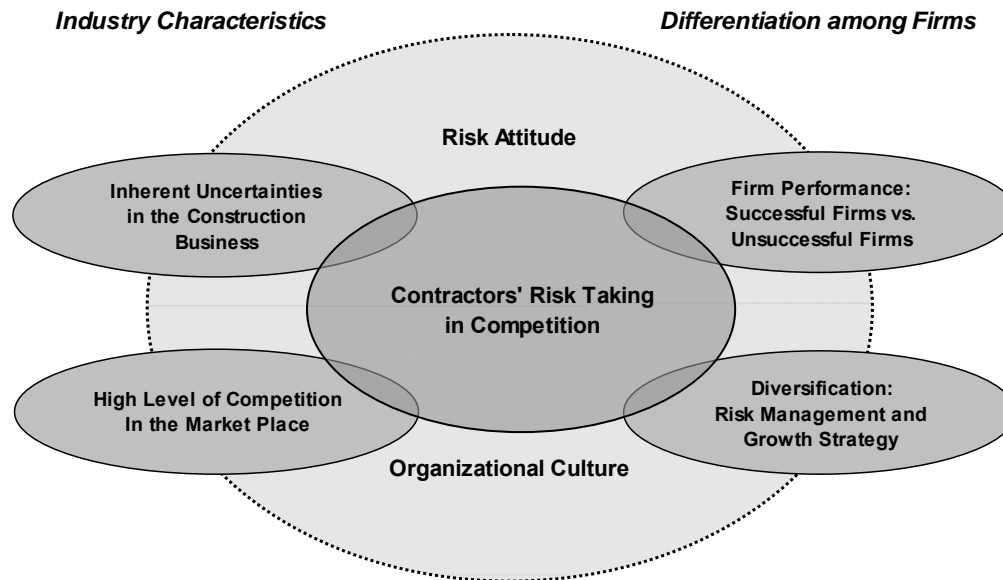 Industry Characteristics
Differentiation among Firms
Risk Attitude
Inherent Uncertainties
in the Construction
Business
Firm Performance:
Successful Firms vs.
Unsuccessful Firms
Contractors' Risk Taking
in Competition
High Level of Competition
In the Market Place
Diversification:
Risk Management and
Growth Strategy
Organizational Culture